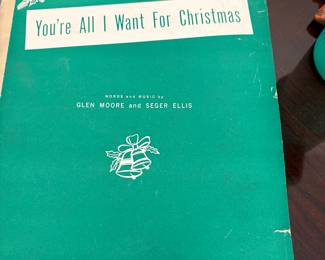 You're All I Want For Christmas
WORDS and MUSIC by
GLEN MOORE and SEGER ELLIS